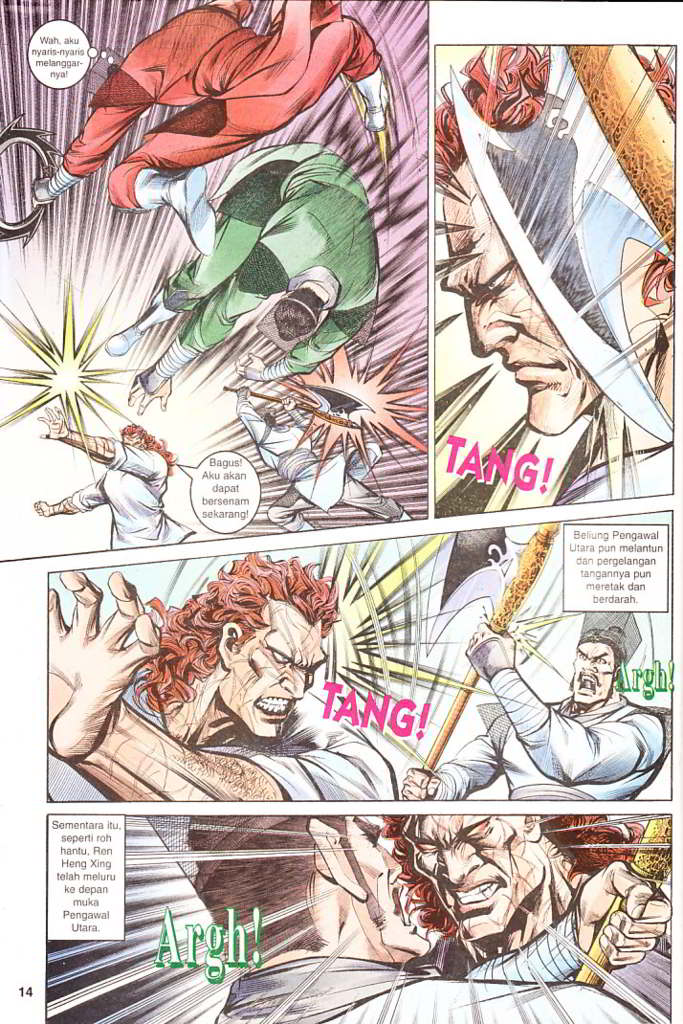 Wah, aku
nyaris-nyaris
melanggar-
nya!
Bagus!
Aku akan
dapat
bersenam
sekarang!
TANG!
Beliung Pengawal
Utara pun melantun
dan pergelangan
tangannya pun
meretak dan
berdarah.
TANG!
Argh!
Sementara itu,
seperti roh
hantu, Ren
Heng Xing
telah meluru
ke depan
muka
Pengawal
Utara.
Argh!
14